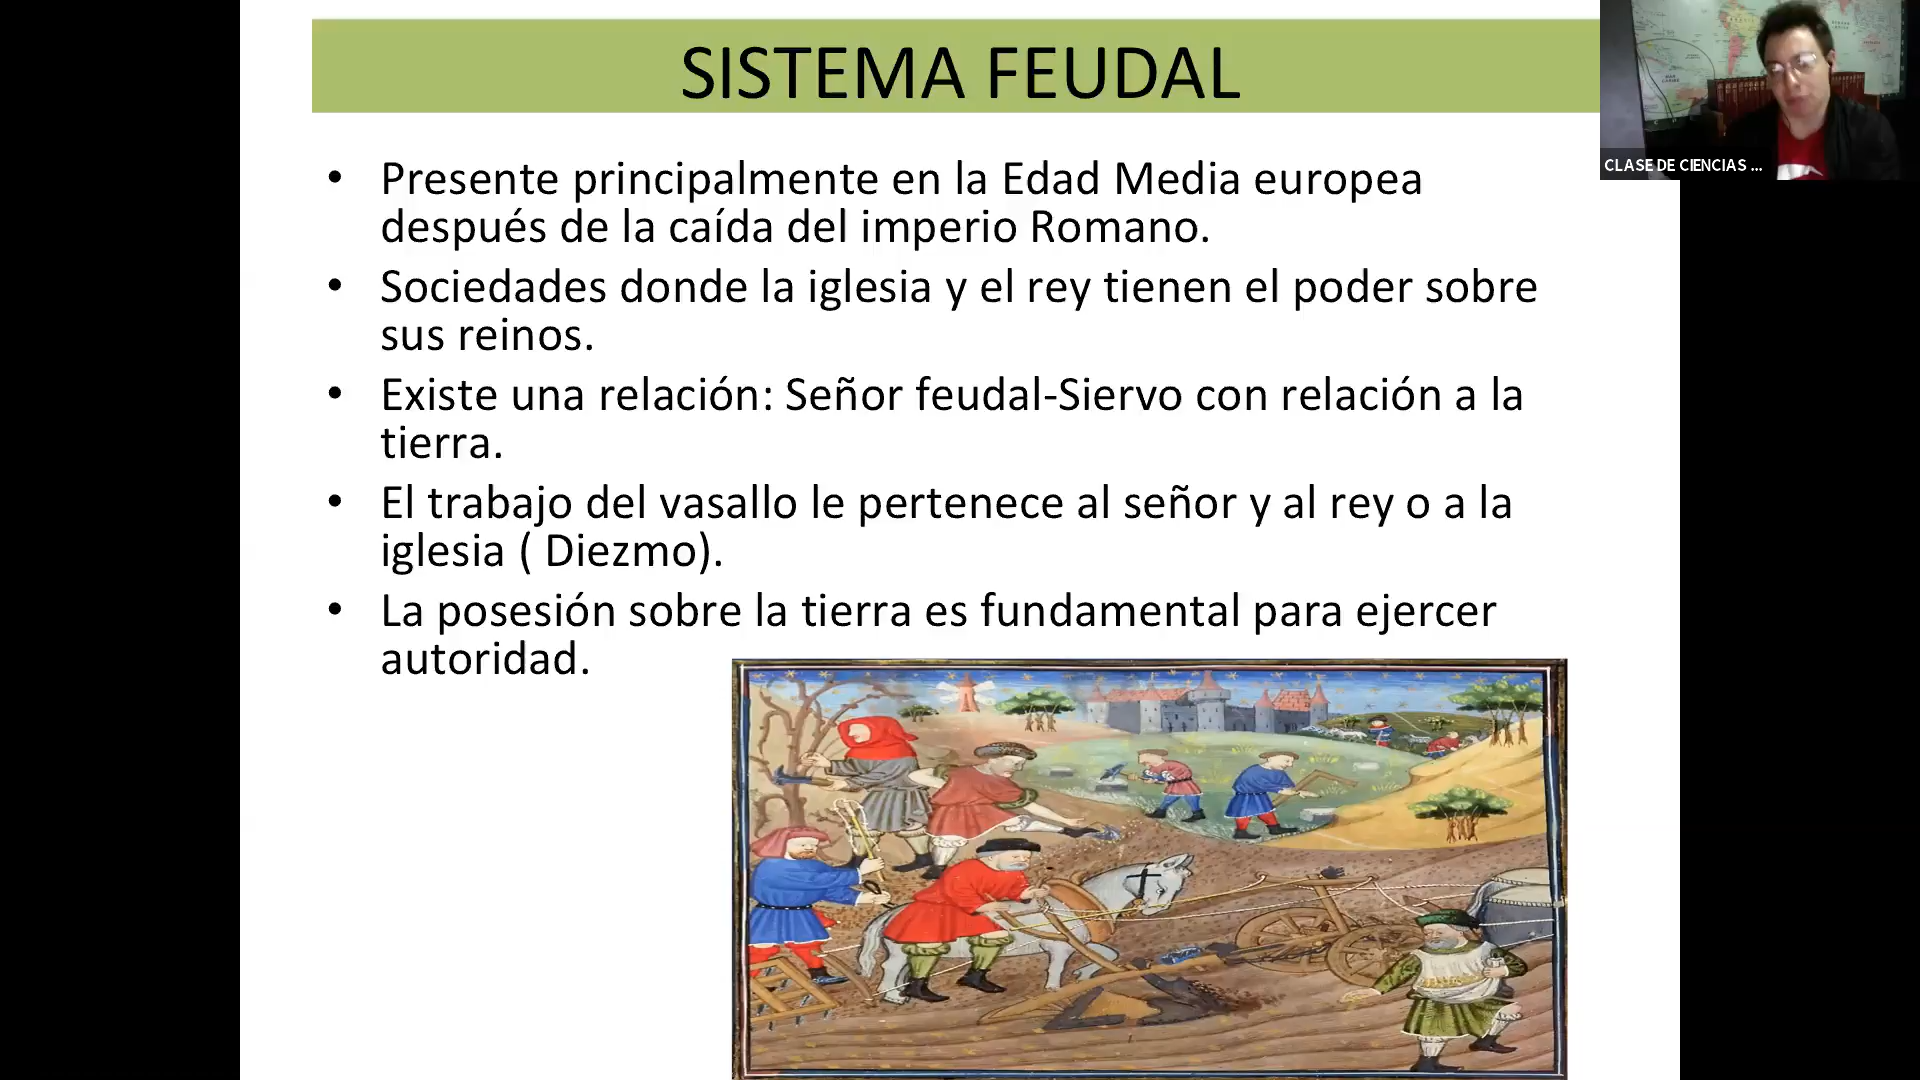 SISTEMA FEUDAL
• Presente principalmente en la Edad Media europea
después de la caída del imperio Romano.
• Sociedades donde la iglesia y el rey tienen el poder sobre
sus reinos.
• Existe una relación: Señor feudal-Siervo con relación a la
tierra.
• El trabajo del vasallo le pertenece al señor y al rey o a la
iglesia ( Diezmo).
• La posesión sobre la tierra es fundamental para ejercer
autoridad.
CLASE DE CIENCIAS ...